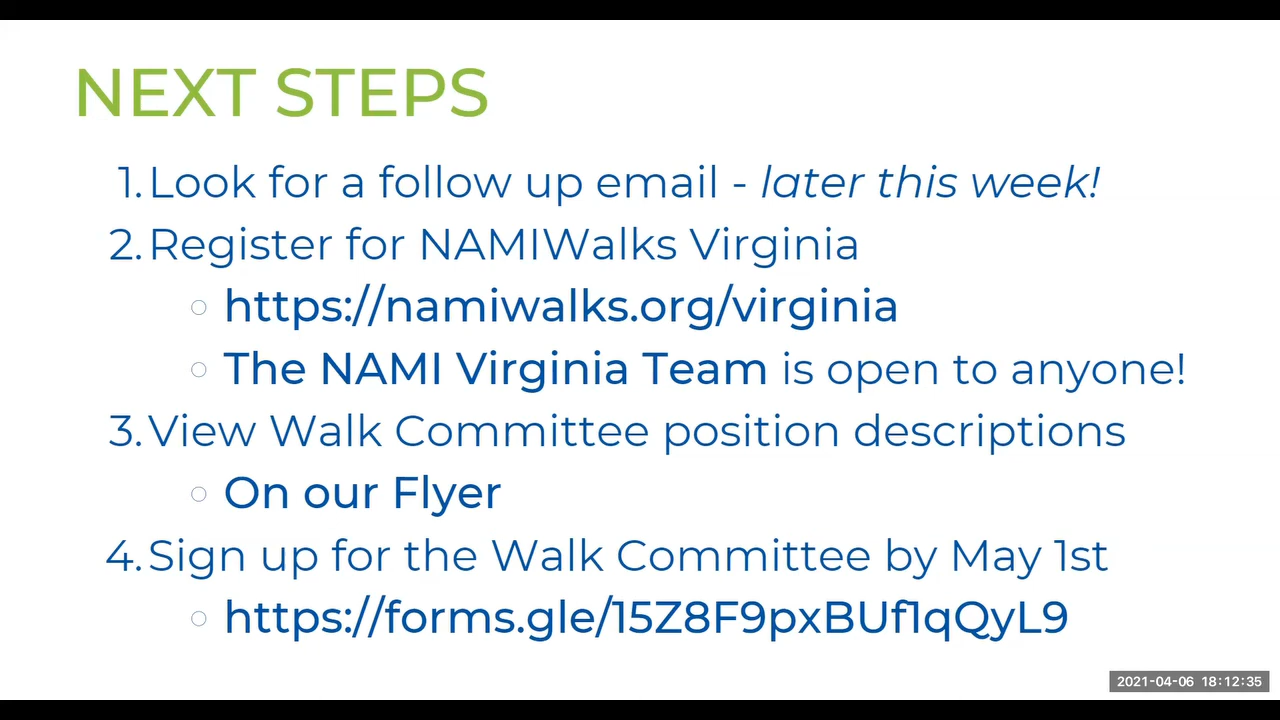 NEXT STEPS
1. Look for a follow up email - later this week!
2. Register for NAMIWalks Virginia
https://namiwalks.org/virginia
The NAMI Virginia Team is open to anyone!
3. View Walk Committee position descriptions
On our Flyer
4. Sign up for the Walk Committee by May 1st
https://forms.gle/15Z8F9pxBUf1qQyL9
2021-04-06 18:12:35